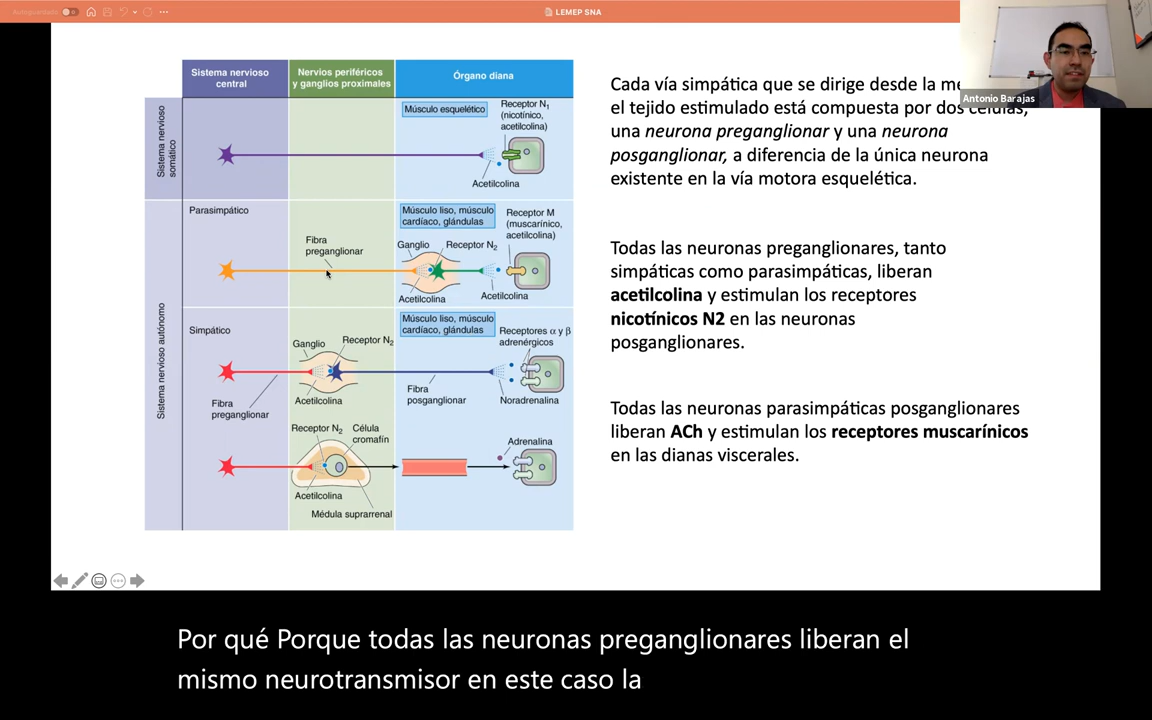 Autoguardado
LEMEP SNA
Antonio Barajas
Sistema nervioso
central
Nervios periféricos
y ganglios proximales
Órgano diana
Sistema nervioso
somático
Músculo esquelético
Receptor N1
(nicotínico,
acetilcolina)
Acetilcolina
Sistema nervioso autónomo
Parasimpático
Fibra
preganglionar
Músculo liso, músculo
cardíaco, glándulas
Receptor M
(muscarínico,
acetilcolina)
Ganglio
Receptor N2
Acetilcolina
Acetilcolina
Simpático
Fibra
preganglionar
Ganglio
Receptor N2
Acetilcolina
Músculo liso, músculo
cardíaco, glándulas
Receptores α y β
adrenérgicos
Fibra
posganglionar
Noradrenalina
Receptor N2
Célula
cromafín
Acetilcolina
Médula suprarrenal
Adrenalina
Cada vía simpática que se dirige desde la
el tejido estimulado está compuesta por dos células,
una neurona preganglionar y una neurona
posganglionar, a diferencia de la única neurona
existente en la vía motora esquelética.
Todas las neuronas preganglionares, tanto
simpáticas como parasimpáticas, liberan
acetilcolina y estimulan los receptores
nicotínicos N2 en las neuronas
posganglionares.
Todas las neuronas parasimpáticas posganglionares
liberan ACh y estimulan los receptores muscarínicos
en las dianas viscerales.
Por qué Porque todas las neuronas preganglionares liberan el
mismo neurotransmisor en este caso la